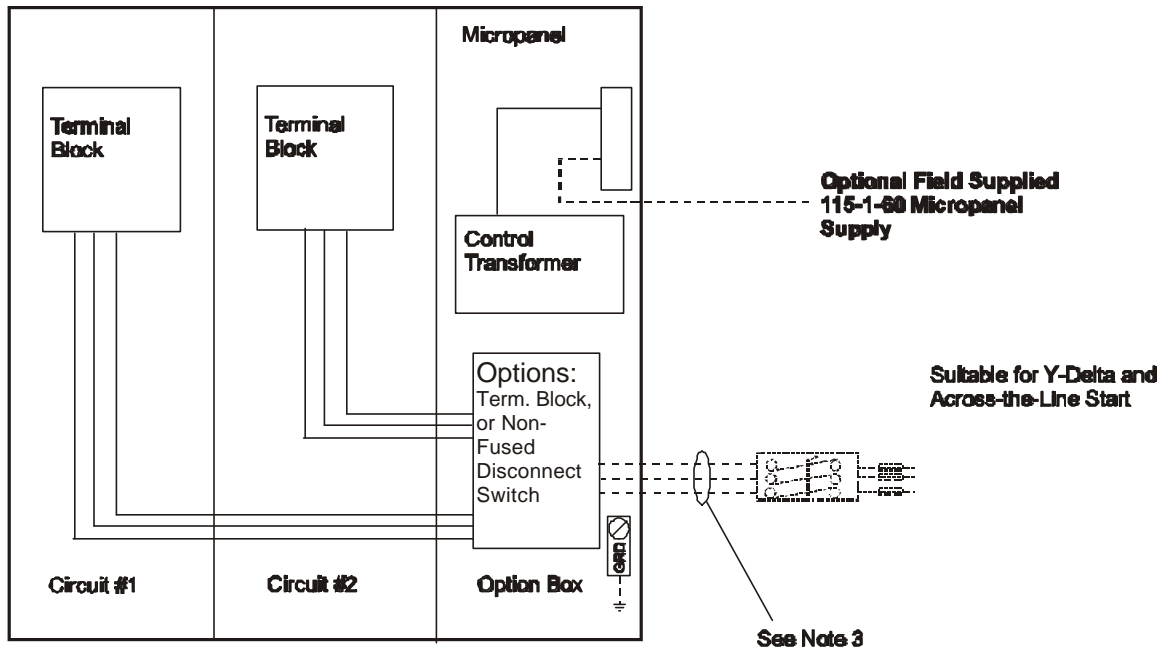 Micropanel
Terminal
Block
Terminal
Block
Optional Field Supplied
115-1-60 Micropanel
Supply
Control
Transformer
Options:
Term. Block,
or Non-
Fused
Disconnect
Switch
Suitable for Y-Delta and
Across-the-Line Start
GRD
Circuit #1
Circuit #2
Option Box
See Note 3